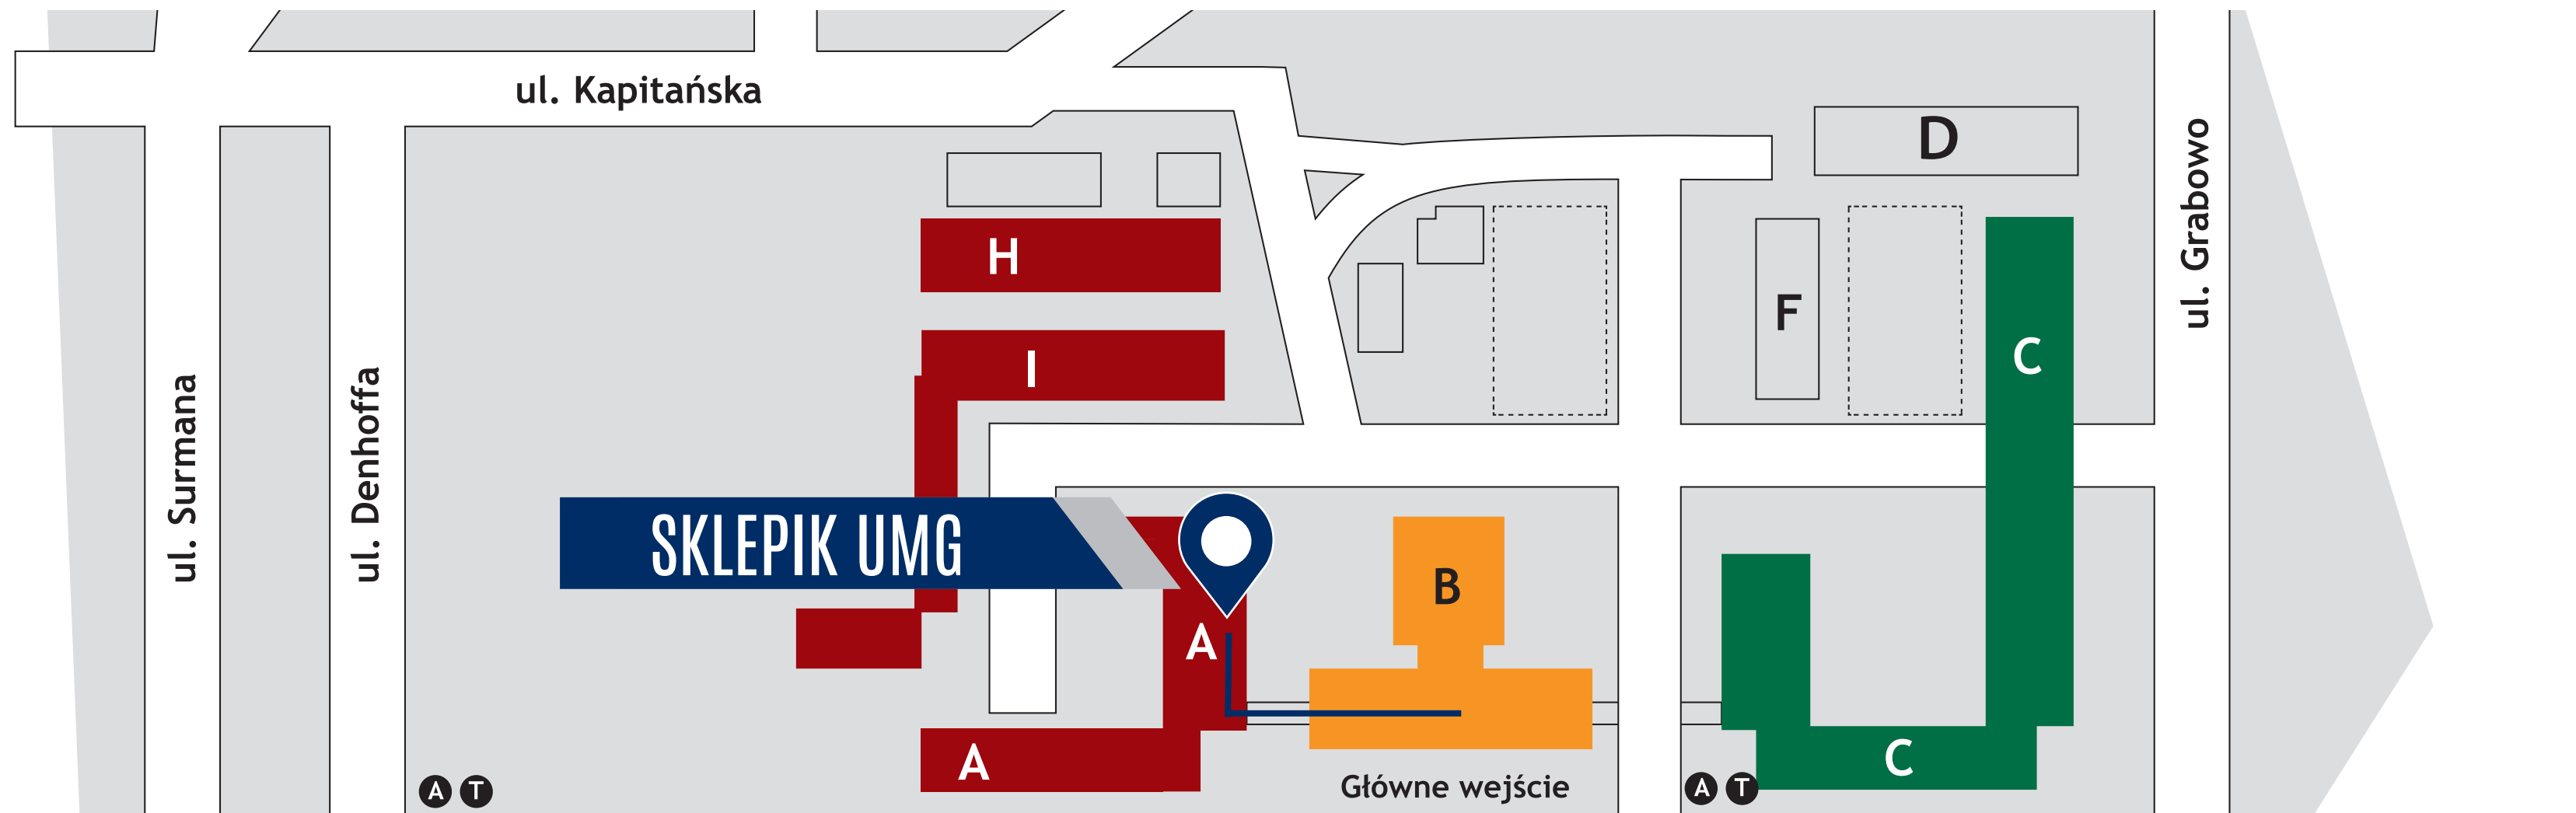 ul. Kapitańska
D
ul. Grabowo
H
F
I
C
ul. Surmana
ul. Denhoffa
SKLEPIK UMG
B
A
A
C
Główne wejście
A T
A T